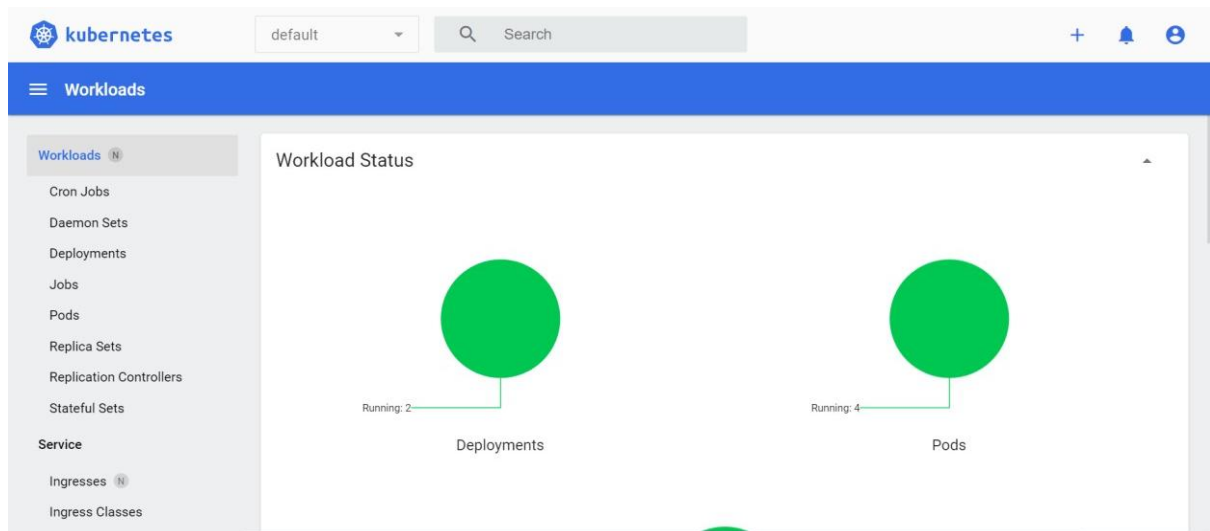 kubernetes
default
Search
Workloads
Workloads N
Cron Jobs
Daemon Sets
Deployments
Jobs
Pods
Replica Sets
Replication Controllers
Stateful Sets
Service
Ingresses N
Ingress Classes
Workload Status
Running: 2
Deployments
Running: 4
Pods